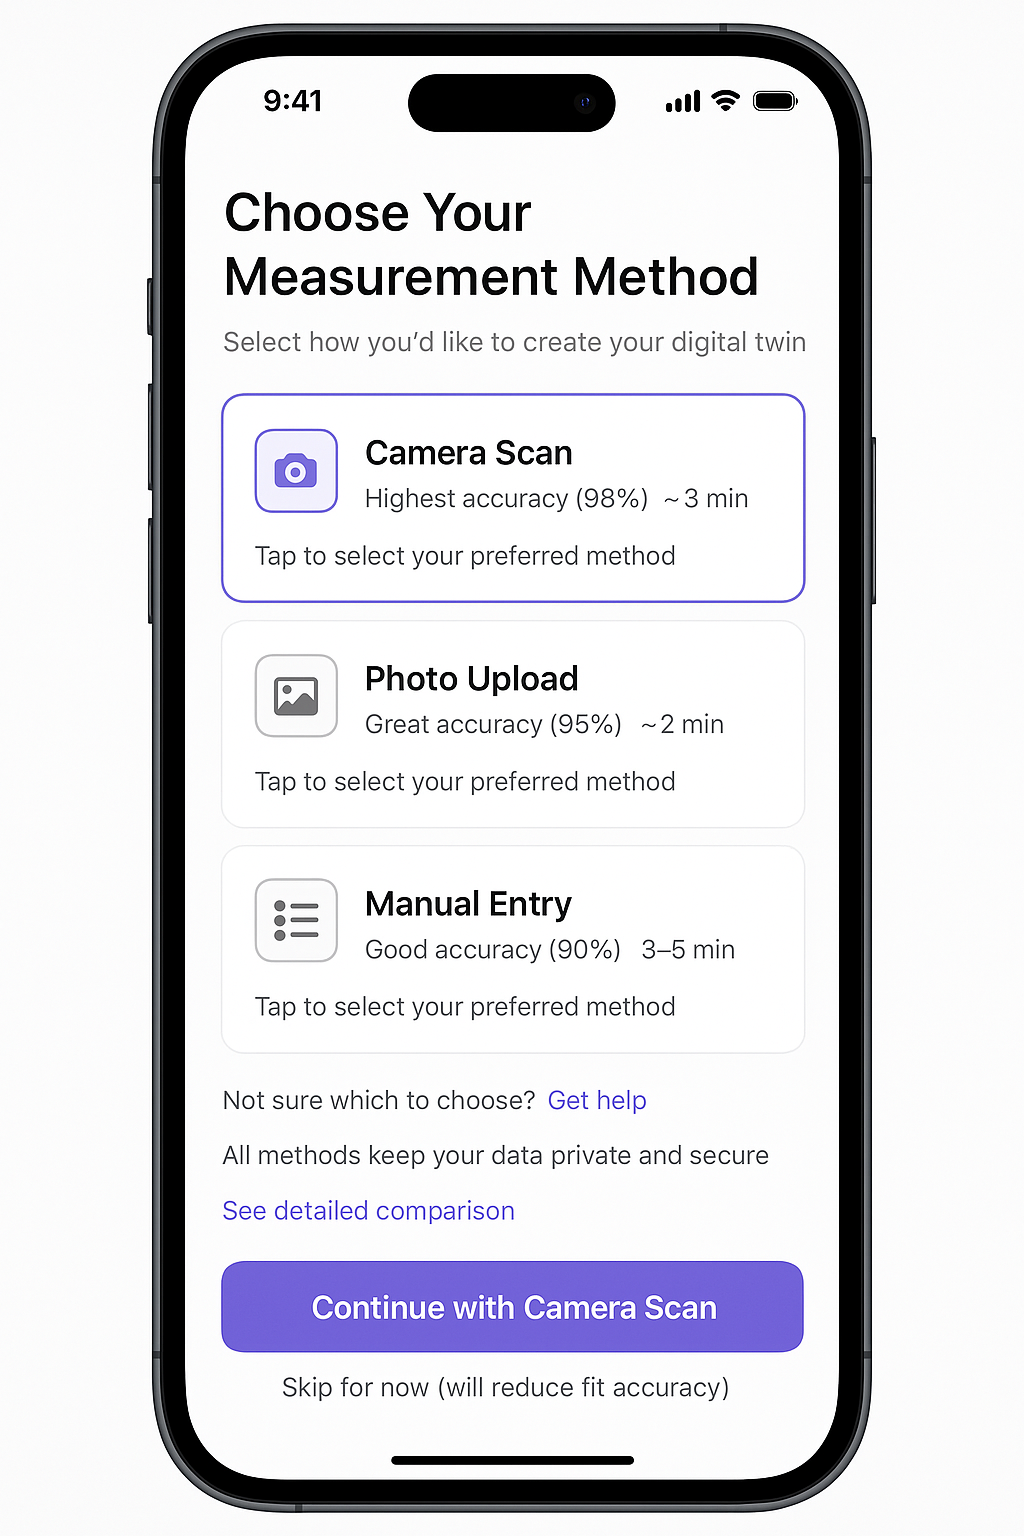 9:41
Choose Your
Measurement Method
Select how you’d like to create your digital twin
Camera Scan
Highest accuracy (98%) ~3 min
Tap to select your preferred method
Photo Upload
Great accuracy (95%) ~2 min
Tap to select your preferred method
Manual Entry
Good accuracy (90%) 3–5 min
Tap to select your preferred method
Not sure which to choose? Get help
All methods keep your data private and secure
See detailed comparison
Continue with Camera Scan
Skip for now (will reduce fit accuracy)